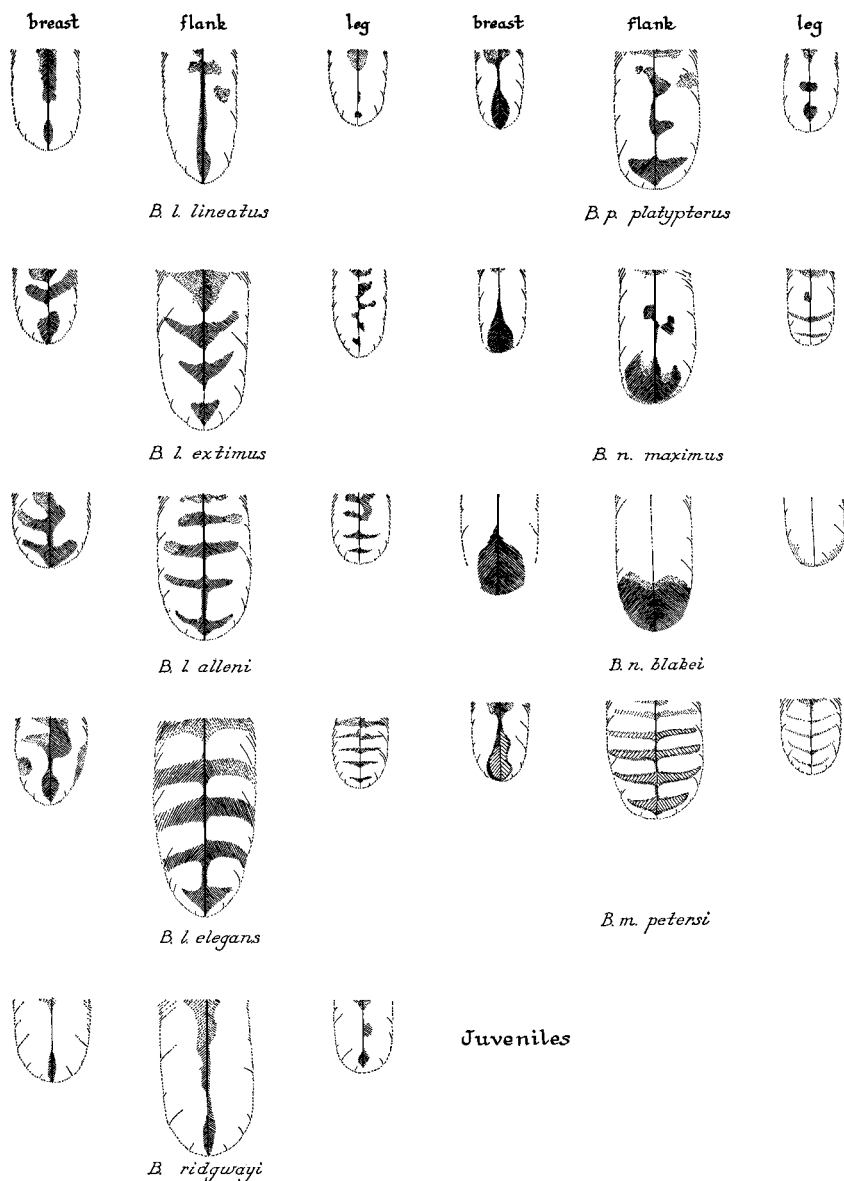 breast flank leg breast flank leg
B. l. lineatus B. p. platypterus
B. l. extimus B. n. maximus
B. l. alleni B. n. blakei
B. l. elegans B. m. petersi
Juveniles
B. ridgwayi